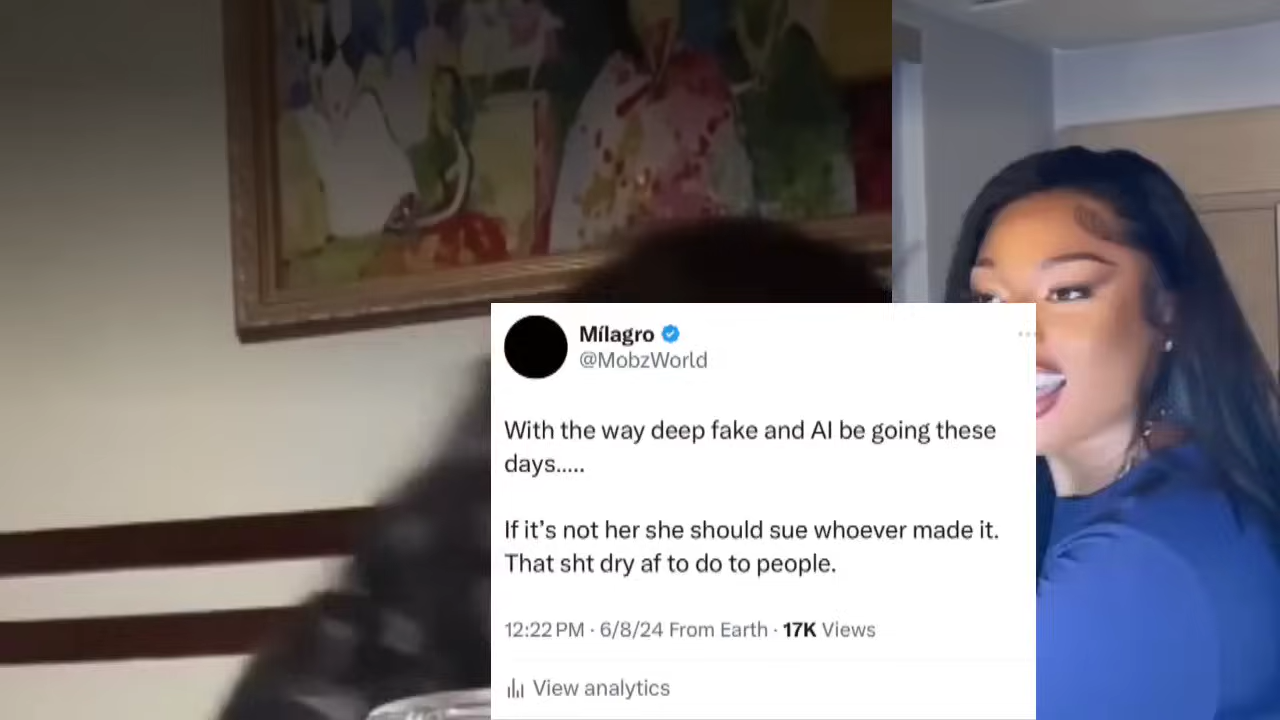 Mílagro
@MobzWorld
With the way deep fake and AI be going these
days.....
If it’s not her she should sue whoever made it.
That sht dry af to do to people.
12:22 PM · 6/8/24 From Earth · 17K Views
View analytics